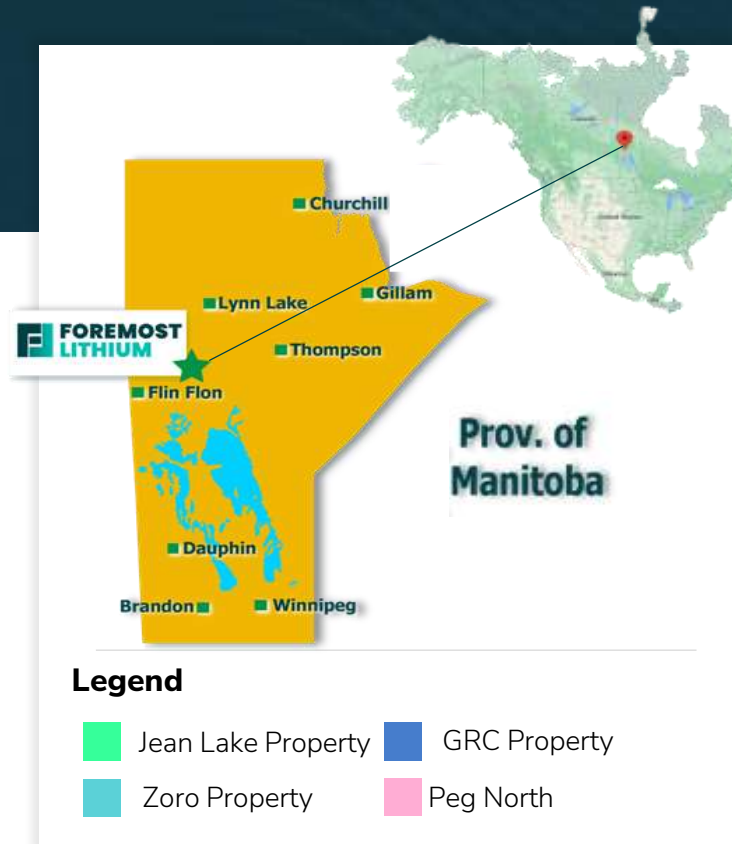 Churchill
Gillam
Lynn Lake
FOREMOST
LITHIUM
Thompson
Flin Flon
Prov. of
Manitoba
Dauphin
Brandon
Winnipeg
Legend
Jean Lake Property
GRC Property
Zoro Property
Peg North